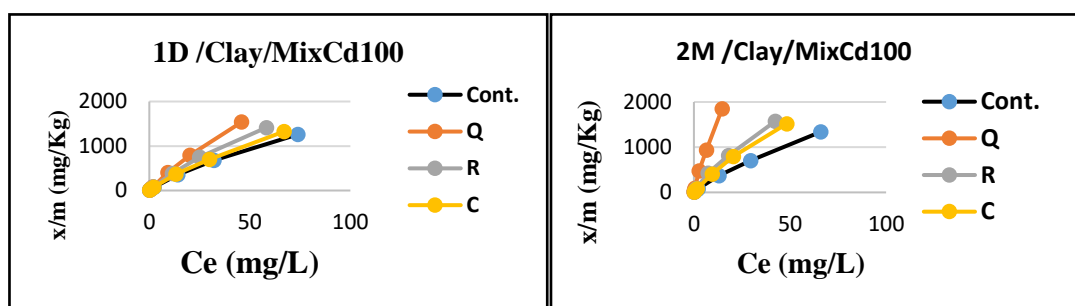 1D /Clay/MixCd100
x/m (mg/Kg)
2000
1000
0
0
50
100
Ce (mg/L)
Cont.
Q
R
C
2M /Clay/MixCd100
x/m (mg/Kg)
2000
1000
0
0
50
100
Ce (mg/L)
Cont.
Q
R
C